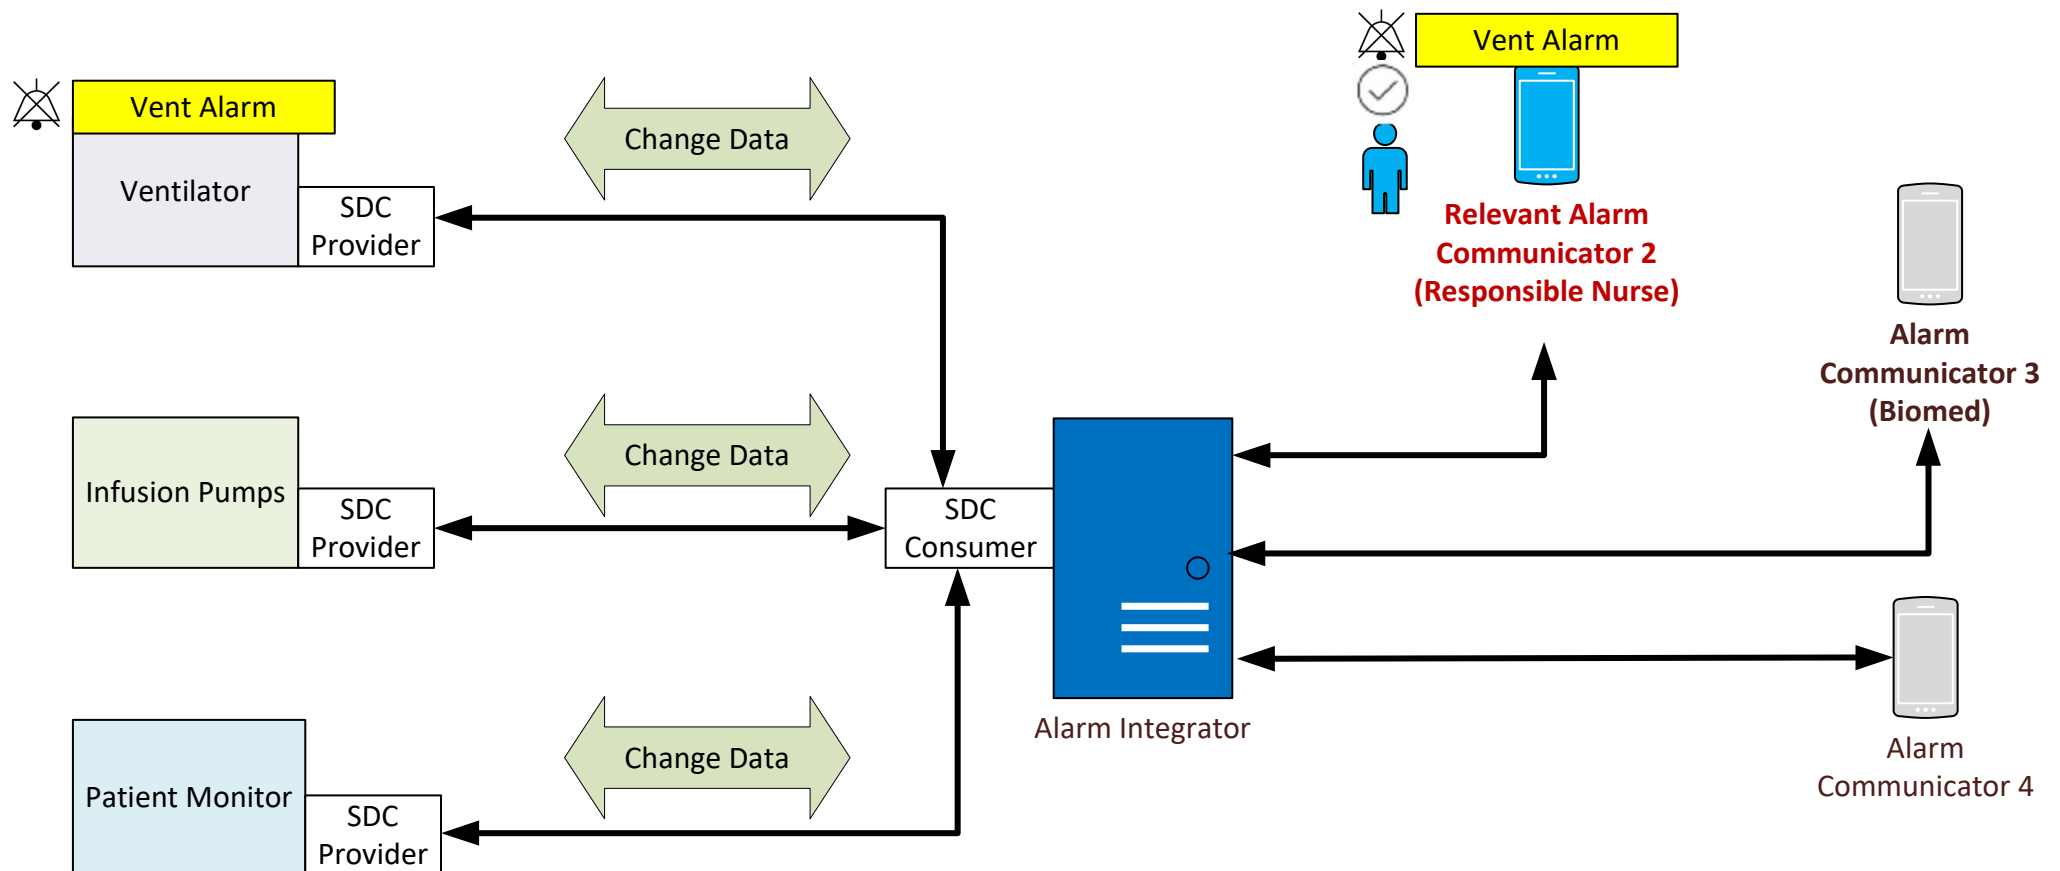 Vent Alarm
Ventilator
SDC
Provider
Change Data
Vent Alarm
Relevant Alarm
Communicator 2
(Responsible Nurse)
Alarm
Communicator 3
(Biomed)
Infusion Pumps
SDC
Provider
Change Data
SDC
Consumer
Alarm Integrator
Alarm
Communicator 4
Patient Monitor
SDC
Provider
Change Data